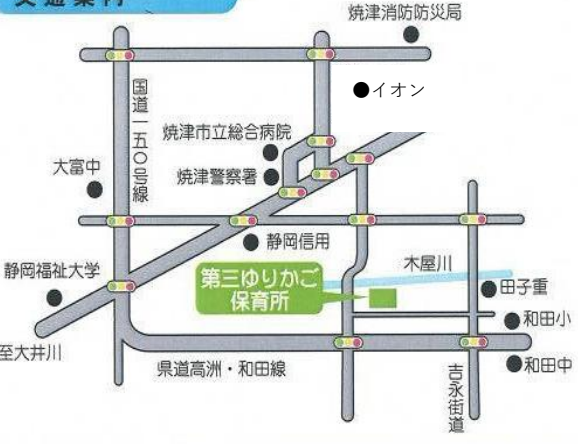 交通案内
焼津消防防災局
国道一五〇号線
イオン
焼津市立総合病院
大富中
焼津警察署
静岡信用
静岡福祉大学
木屋川
第三ゆりかご
保育所
田子重
和田小
至大井川
県道高洲・和田線
和田中
吉永街道